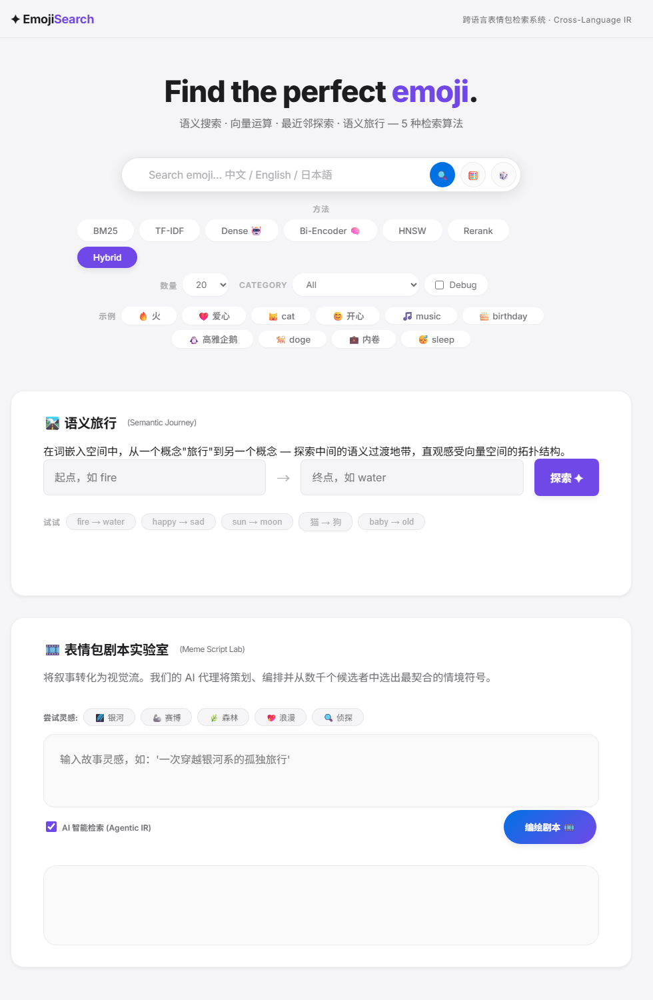 ✦ EmojiSearch
跨语言表情包检索系统 · Cross-Language IR
Find the perfect emoji.
语义搜索 · 向量运算 · 最近邻探索 · 语义旅行 — 5 种检索算法
Search emoji... 中文 / English / 日本語
方法
BM25 TF-IDF Dense Bi-Encoder HNSW Rerank
Hybrid
数量 20 CATEGORY All Debug
示例 火 爱心 cat 开心 music birthday
高雅企鹅 doge 内卷 sleep
语义旅行 (Semantic Journey)
在词嵌入空间中，从一个概念"旅行"到另一个概念 — 探索中间的语义过渡地带，直观感受向量空间的拓扑结构。
起点，如 fire → 终点，如 water 探索 ✦
试试 fire → water happy → sad sun → moon 猫 → 狗 baby → old
表情包剧本实验室 (Meme Script Lab)
将叙事转化为视觉流。我们的 AI 代理将策划、编排并从数千个候选者中选出最契合的情境符号。
尝试灵感: 银河 赛博 森林 浪漫 侦探
输入故事灵感，如：'一次穿越银河系的孤独旅行'
AI 智能检索 (Agentic IR) 编绘剧本